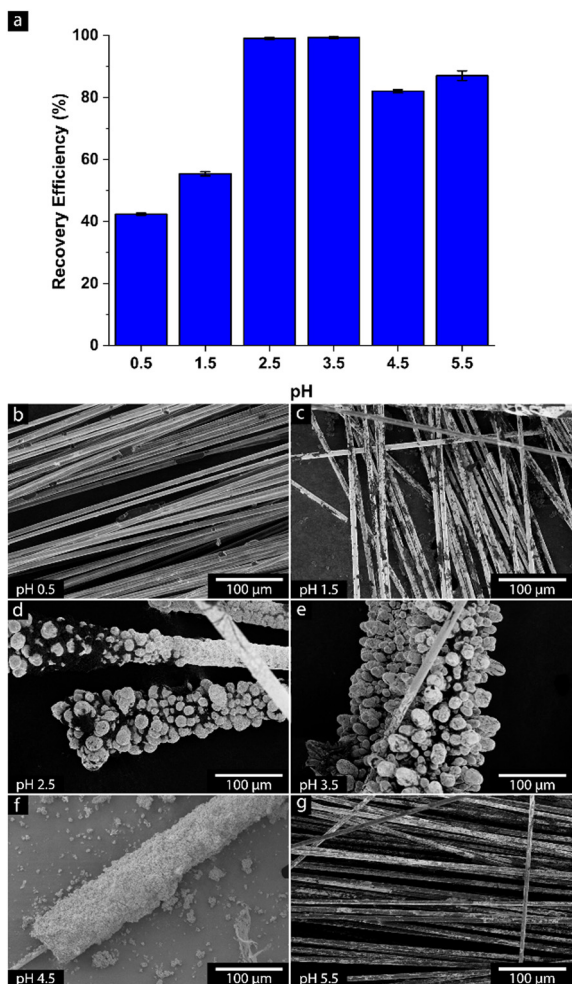 a
100
80
60
40
20
0
Recovery Efficiency (%)
0.5 1.5 2.5 3.5 4.5 5.5
pH
b
pH 0.5
100 µm
c
pH 1.5
100 µm
d
pH 2.5
100 µm
e
pH 3.5
100 µm
f
pH 4.5
100 µm
g
pH 5.5
100 µm